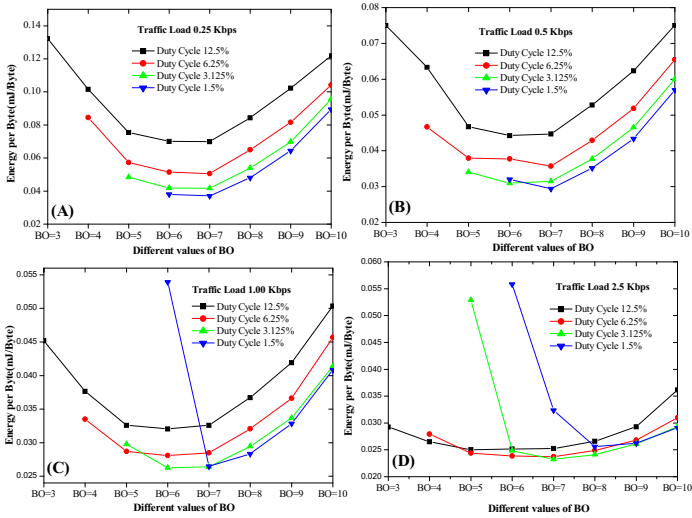 Traffic Load 0.25 Kbps
Duty Cycle 12.5%
Duty Cycle 6.25%
Duty Cycle 3.125%
Duty Cycle 1.5%
Energy per Byte(mJ/Byte)
0.14
0.12
0.10
0.08
0.06
0.04
0.02
(A)
BO=3 BO=4 BO=5 BO=6 BO=7 BO=8 BO=9 BO=10
Different values of BO
Traffic Load 0.5 Kbps
Duty Cycle 12.5%
Duty Cycle 6.25%
Duty Cycle 3.125%
Duty Cycle 1.5%
Energy per Byte(mJ/Byte)
0.08
0.07
0.06
0.05
0.04
0.03
0.02
(B)
BO=3 BO=4 BO=5 BO=6 BO=7 BO=8 BO=9 BO=10
Different values of BO
Traffic Load 1.00 Kbps
Duty Cycle 12.5%
Duty Cycle 6.25%
Duty Cycle 3.125%
Duty Cycle 1.5%
Energy per Byte(mJ/Byte)
0.055
0.050
0.045
0.040
0.035
0.030
0.025
(C)
BO=3 BO=4 BO=5 BO=6 BO=7 BO=8 BO=9 BO=10
Different values of BO
Traffic Load 2.5 Kbps
Duty Cycle 12.5%
Duty Cycle 6.25%
Duty Cycle 3.125%
Duty Cycle 1.5%
Energy per Byte(mJ/Byte)
0.060
0.055
0.050
0.045
0.040
0.035
0.030
0.025
0.020
(D)
BO=3 BO=4 BO=5 BO=6 BO=7 BO=8 BO=9 BO=10
Different values of BO